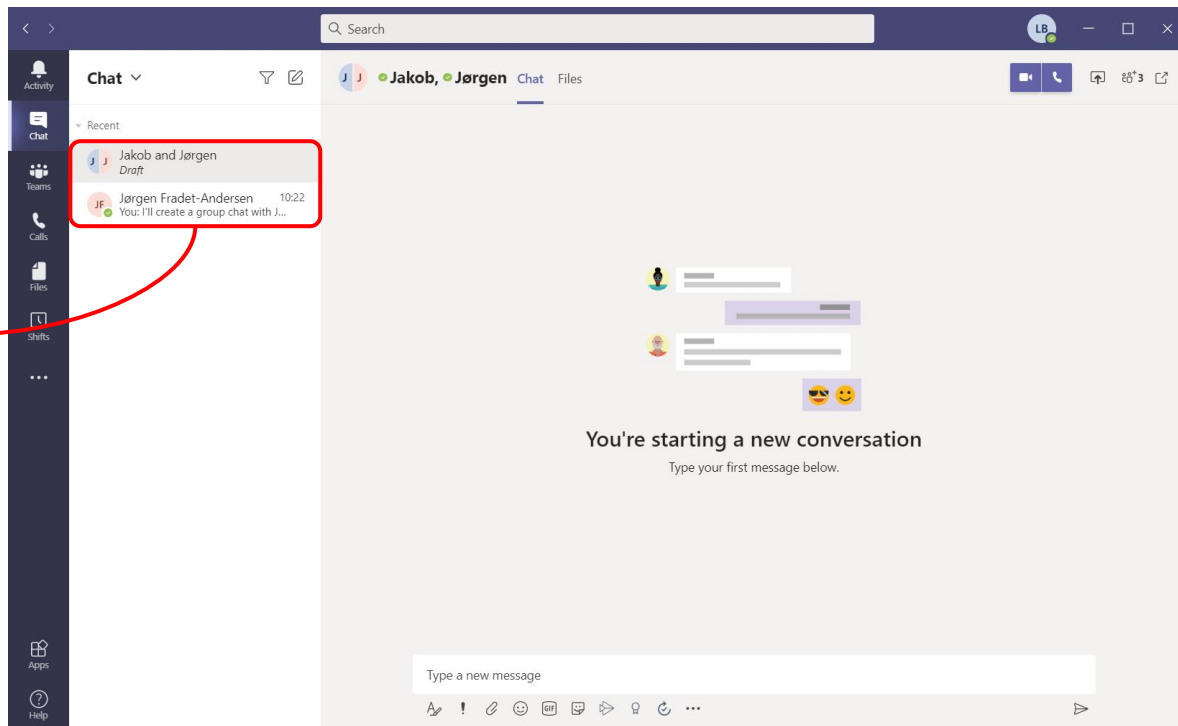 Search
LB
Activity
Chat
Teams
Calls
Files
Shifts
Apps
Help
Chat
Recent
J J Jakob and Jørgen
Draft
JF Jørgen Fradet-Andersen 10:22
You: I'll create a group chat with J...
J J Jakob, Jørgen Chat Files
3
You're starting a new conversation
Type your first message below.
Type a new message
GIF